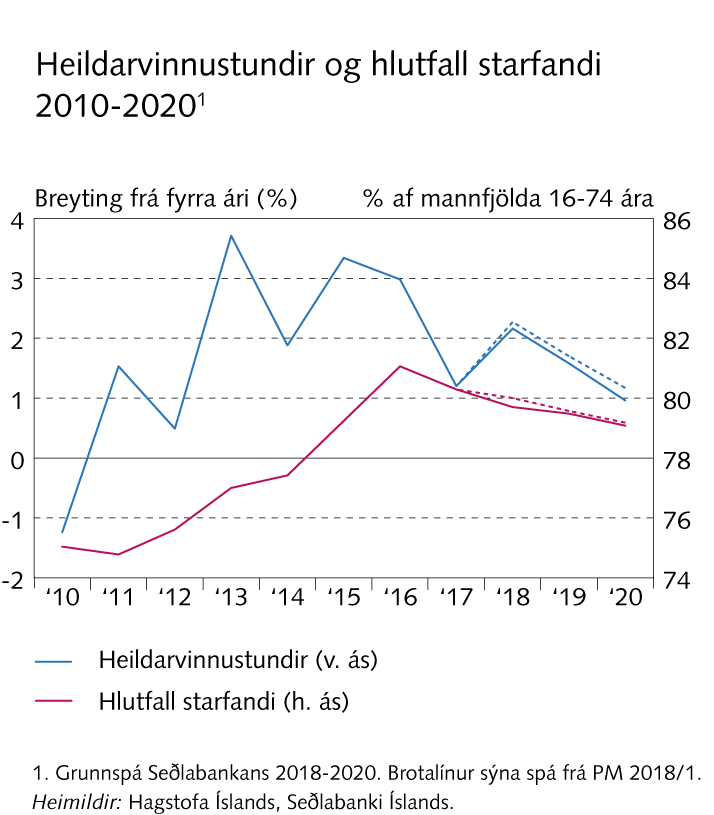 Heildarvinnustundir og hlutfall starfandi
2010-2020¹
Breyting frá fyrra ári (%)
% af mannfjölda 16-74 ára
4
3
2
1
0
-1
-2
86
84
82
80
78
76
74
‘10 ‘11 ‘12 ‘13 ‘14 ‘15 ‘16 ‘17 ‘18 ‘19 ‘20
Heildarvinnustundir (v. ás)
Hlutfall starfandi (h. ás)
1. Grunnspá Seðlabankans 2018-2020. Brotalínur sýna spá frá PM 2018/1.
Heimildir: Hagstofa Íslands, Seðlabanki Íslands.